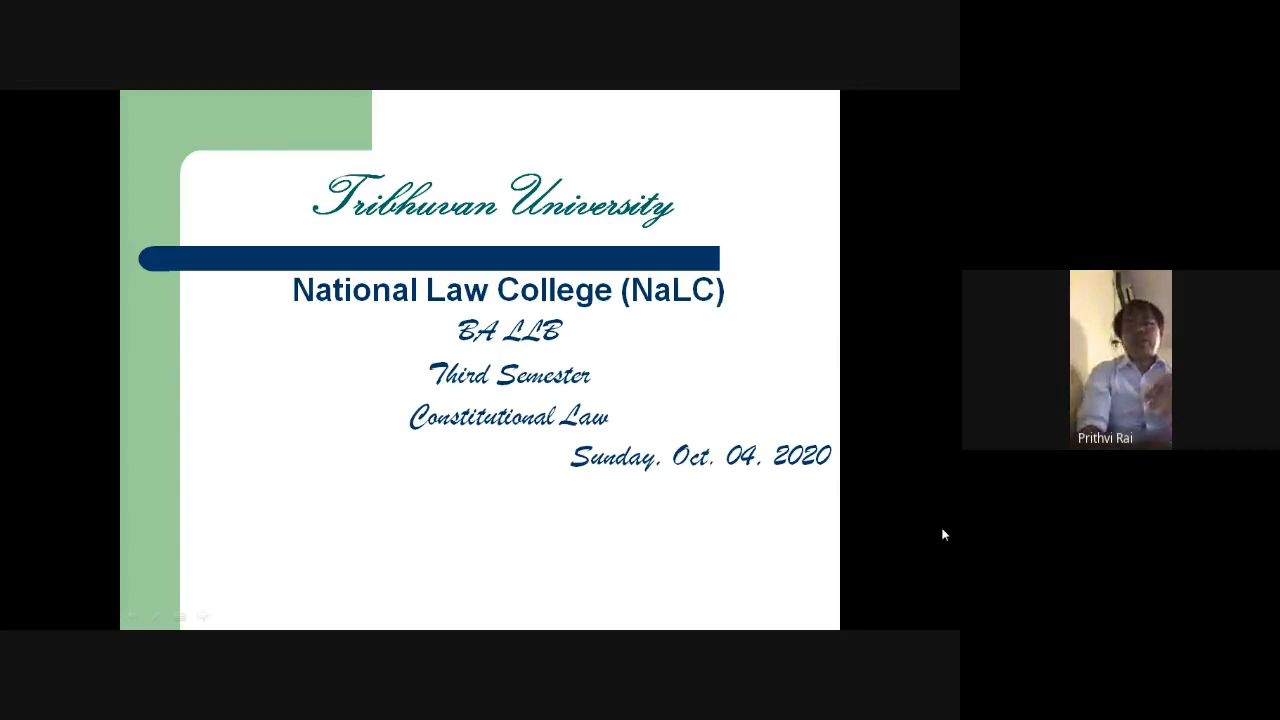 Tribhuvan University
National Law College (NaLC)
BA LLB
Third Semester
Constitutional Law
Sunday, Oct. 04, 2020
Prithvi Rai